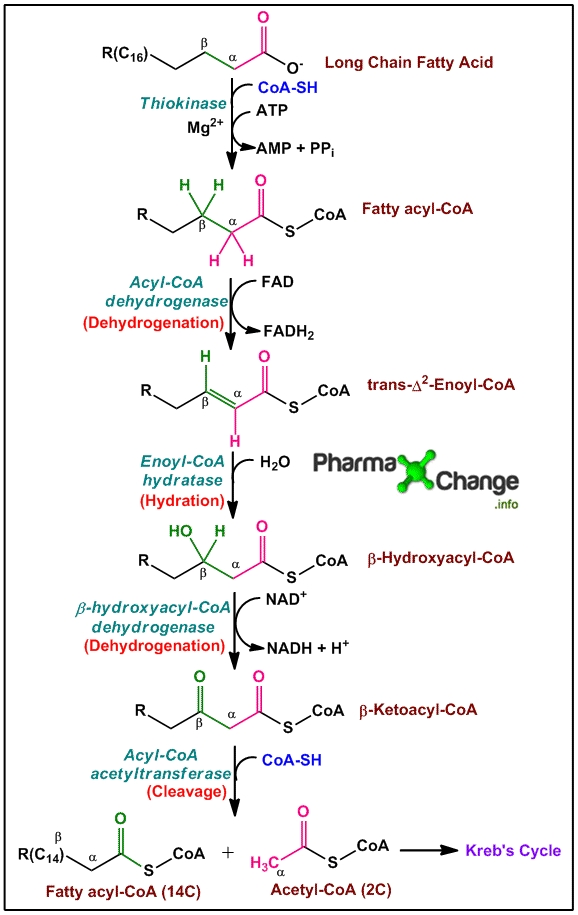 R(C16)
β
α
O
O-
Long Chain Fatty Acid
Thiokinase
CoA-SH
Mg2+
ATP
AMP + PPi
H H
O
R
β
α
S
CoA
H H
Fatty acyl-CoA
Acyl-CoA
dehydrogenase
(Dehydrogenation)
FAD
FADH2
H
O
R
β
α
S
CoA
H
trans-Δ2-Enoyl-CoA
Enoyl-CoA
hydratase
(Hydration)
H2O
Pharma
Change
.info
HO H
O
R
β
α
S
CoA
β-Hydroxyacyl-CoA
β-hydroxyacyl-CoA
dehydrogenase
(Dehydrogenation)
NAD+
NADH + H+
O
O
R
β
α
S
CoA
β-Ketoacyl-CoA
Acyl-CoA
acetyltransferase
(Cleavage)
CoA-SH
O
R(C14)
β
α
S
CoA
Fatty acyl-CoA (14C)
+
O
H3C
α
S
CoA
Acetyl-CoA (2C)
Kreb's Cycle